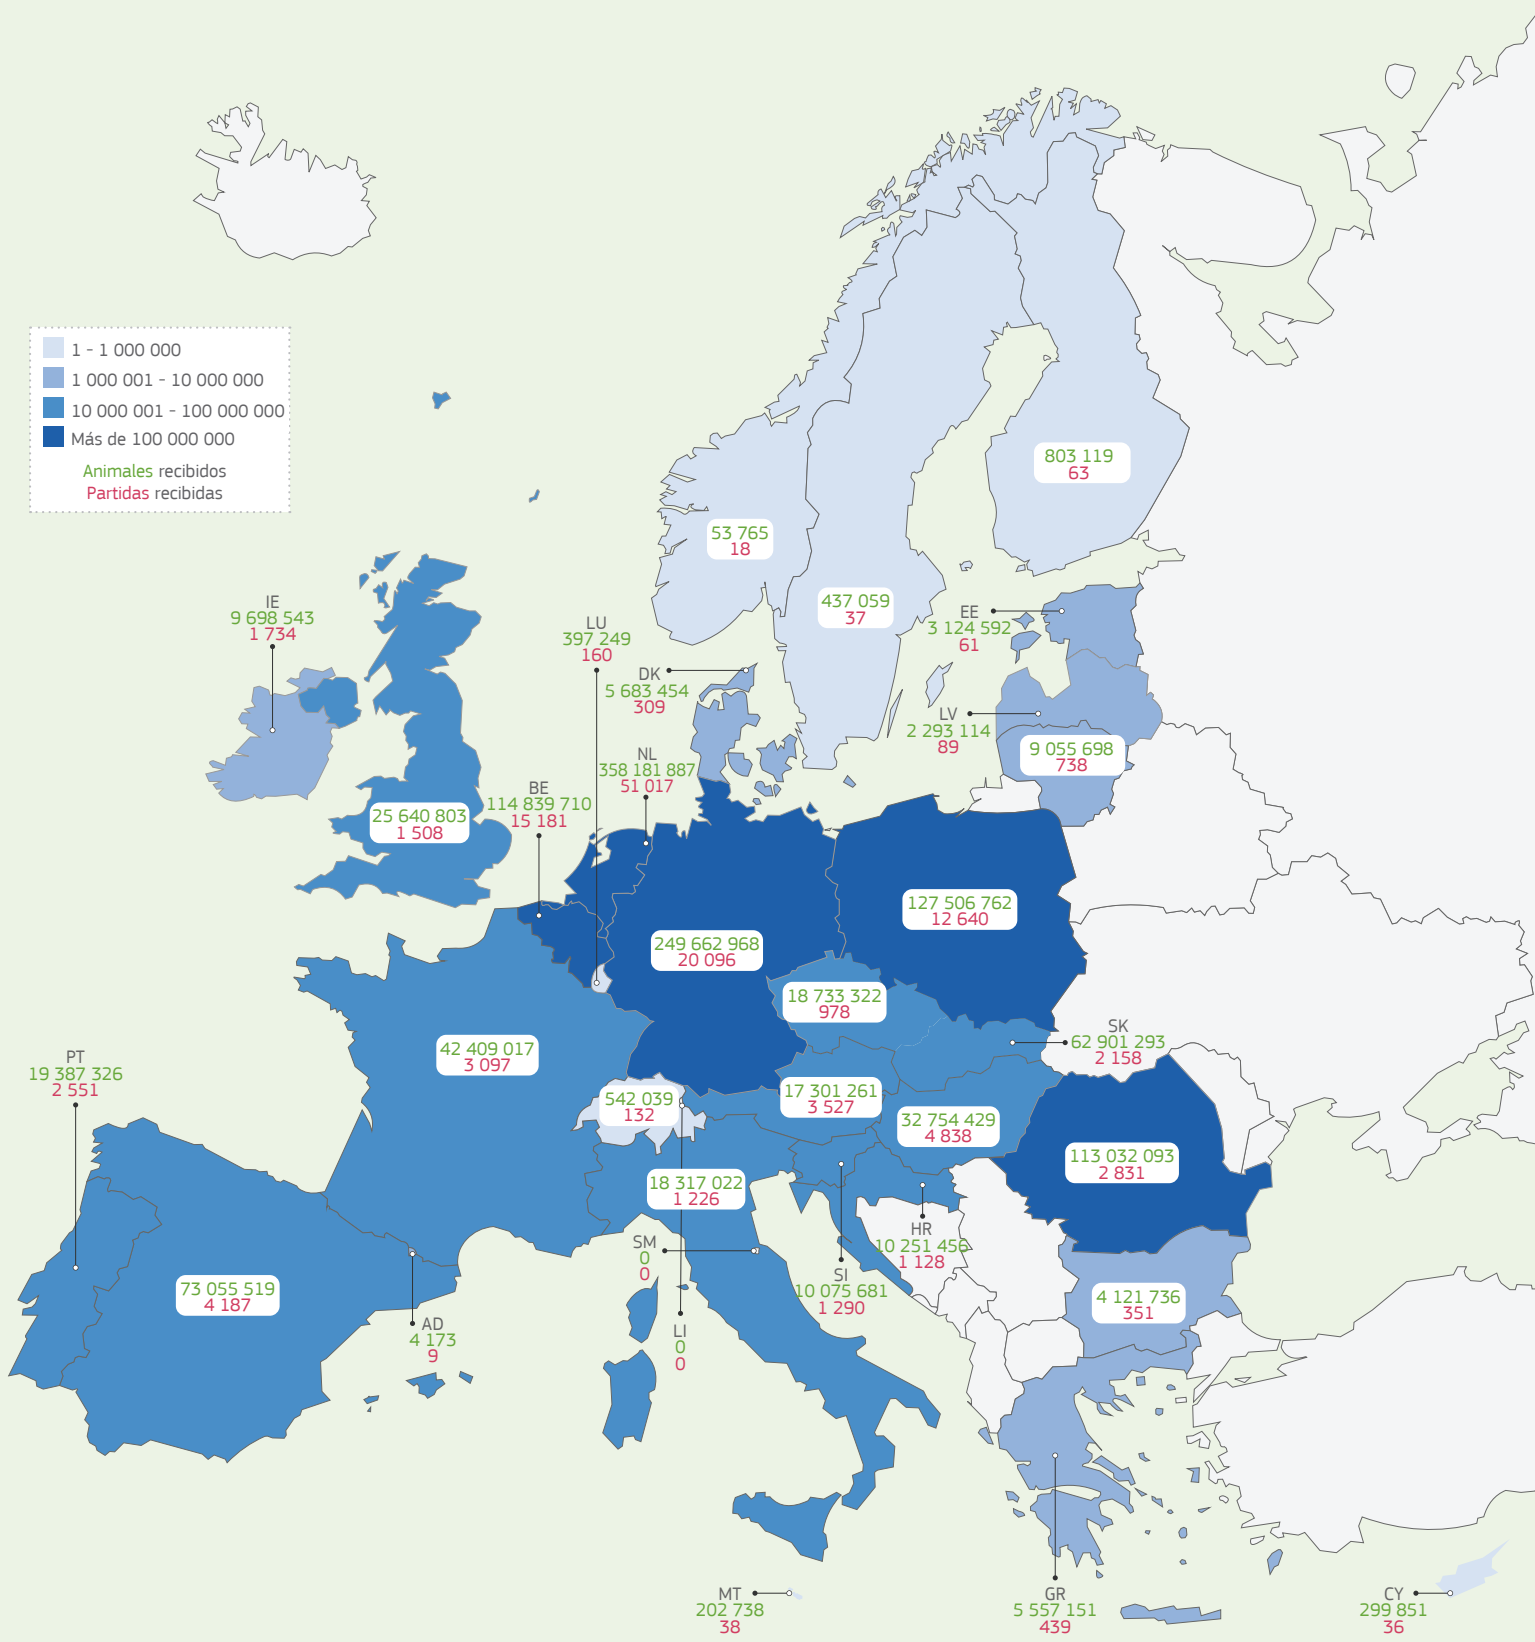 1 - 1 000 000
1 000 001 - 10 000 000
10 000 001 - 100 000 000
Más de 100 000 000
Animales recibidos
Partidas recibidas
803 119
63
53 765
18
437 059
37
IE
9 698 543
1 734
LU
397 249
160
EE
3 124 592
61
DK
5 683 454
309
LV
2 293 114
89
9 055 698
738
NL
358 181 887
51 017
BE
114 839 710
15 181
25 640 803
1 508
127 506 762
12 640
249 662 968
20 096
18 733 322
978
SK
62 901 293
2 158
42 409 017
3 097
PT
19 387 326
2 551
542 039
132
17 301 261
3 527
32 754 429
4 838
113 032 093
2 831
18 317 022
1 226
HR
10 251 456
1 128
SM
0
0
SI
10 075 681
1 290
73 055 519
4 187
4 121 736
351
AD
4 173
9
LI
0
0
MT
202 738
38
GR
5 557 151
439
CY
299 851
36